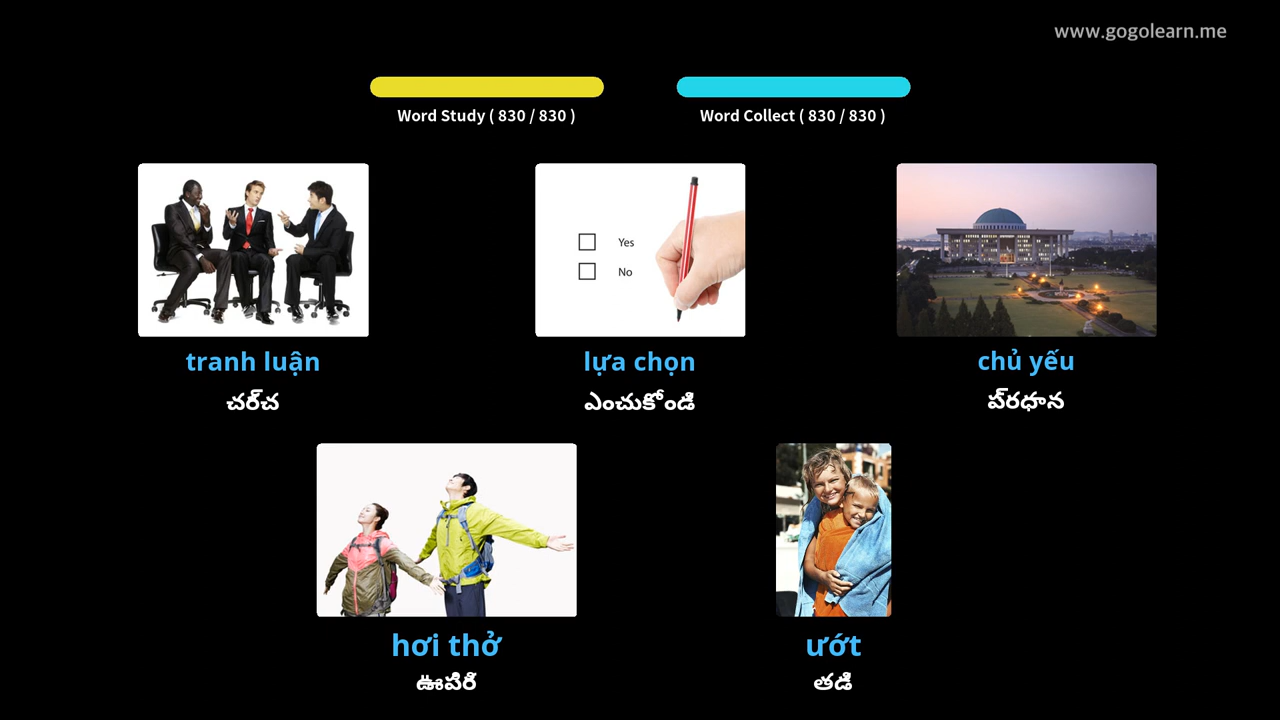 www.gogolearn.me
Word Study ( 830 / 830 )
Word Collect ( 830 / 830 )
Yes
No
tranh luận
చర్చ
lựa chọn
ఎంచుకోండి
chủ yếu
ప్రధాన
hơi thở
ఊపిరి
ướt
తడి